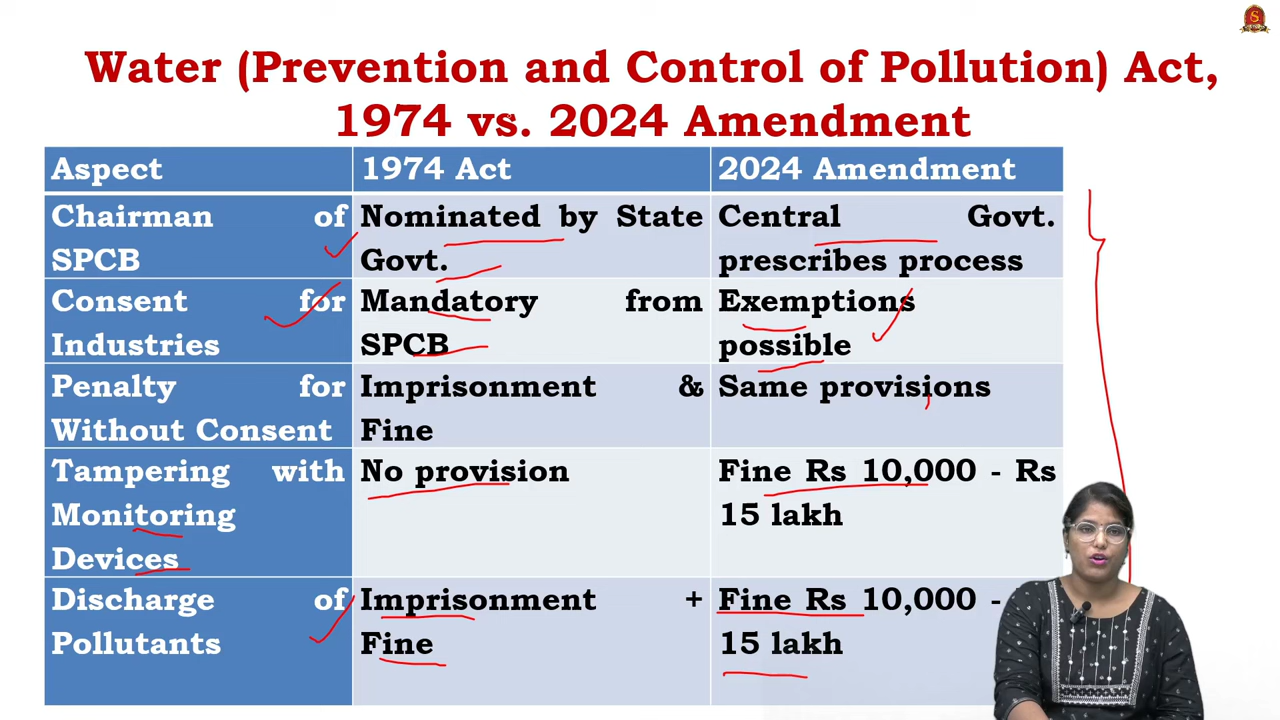 Water (Prevention and Control of Pollution) Act,
1974 vs. 2024 Amendment
Aspect
1974 Act
2024 Amendment
Chairman of
SPCB
Nominated by State
Govt.
Central Govt.
prescribes process
Consent for
Industries
Mandatory from
SPCB
Exemptions
possible
Penalty for
Without Consent
Imprisonment &
Fine
Same provisions
Tampering with
Monitoring
Devices
No provision
Fine Rs 10,000 - Rs
15 lakh
Discharge of
Pollutants
Imprisonment +
Fine
Fine Rs 10,000 -
15 lakh